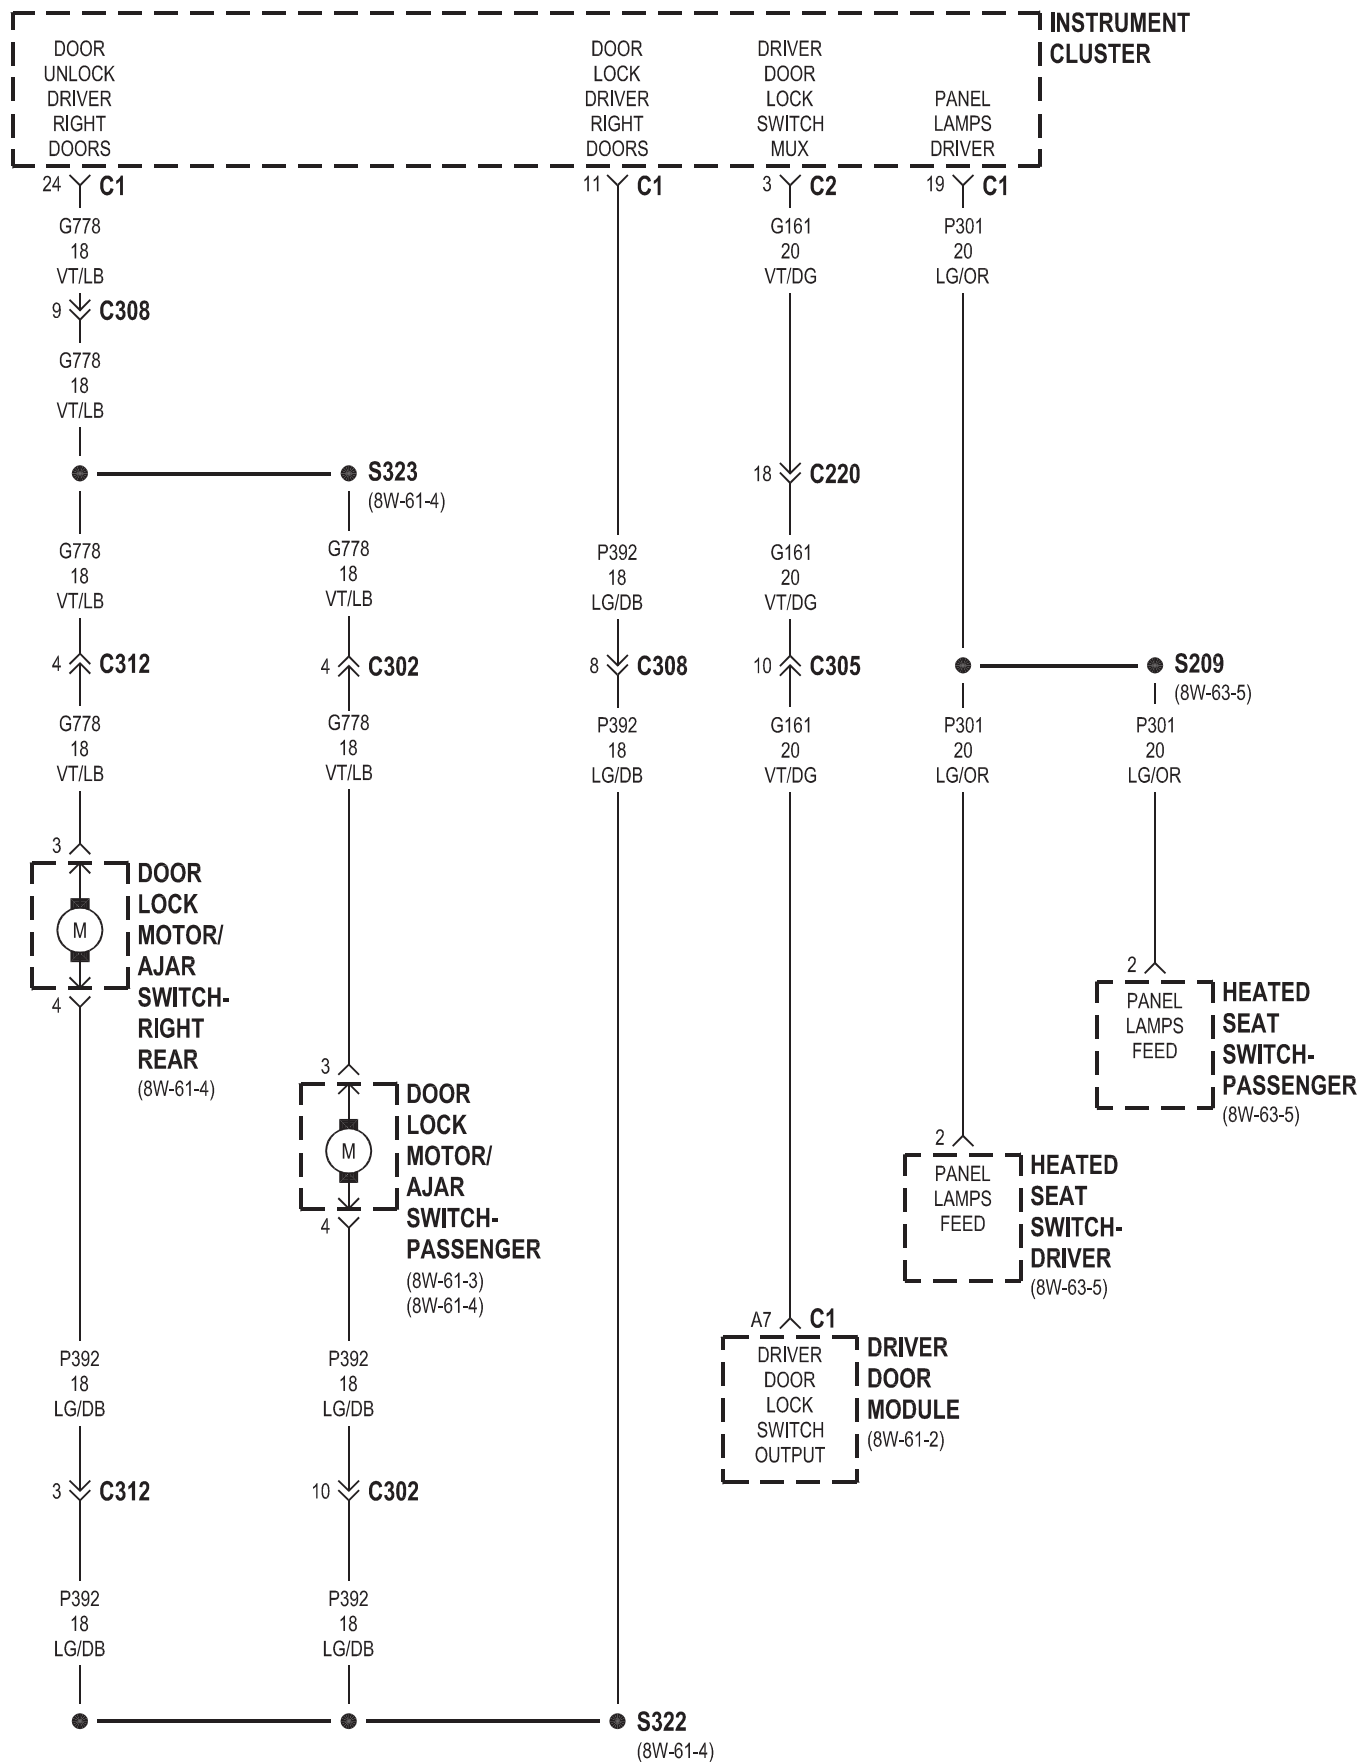 INSTRUMENT
CLUSTER
DOOR
UNLOCK
DRIVER
RIGHT
DOORS
DOOR
LOCK
DRIVER
RIGHT
DOORS
DRIVER
DOOR
LOCK
SWITCH
MUX
PANEL
LAMPS
DRIVER
24 C1
11 C1
3 C2
19 C1
G778
18
VT/LB
G161
20
VT/DG
P301
20
LG/OR
9 C308
G778
18
VT/LB
S323
(8W-61-4)
18 C220
G778
18
VT/LB
G778
18
VT/LB
P392
18
LG/DB
G161
20
VT/DG
4 C312
4 C302
8 C308
10 C305
S209
(8W-63-5)
G778
18
VT/LB
G778
18
VT/LB
P392
18
LG/DB
G161
20
VT/DG
P301
20
LG/OR
P301
20
LG/OR
3
M
4
DOOR
LOCK
MOTOR/
AJAR
SWITCH-
RIGHT
REAR
(8W-61-4)
2
PANEL
LAMPS
FEED
HEATED
SEAT
SWITCH-
PASSENGER
(8W-63-5)
3
M
4
DOOR
LOCK
MOTOR/
AJAR
SWITCH-
PASSENGER
(8W-61-3)
(8W-61-4)
2
PANEL
LAMPS
FEED
HEATED
SEAT
SWITCH-
DRIVER
(8W-63-5)
A7 C1
DRIVER
DOOR
LOCK
SWITCH
OUTPUT
DRIVER
DOOR
MODULE
(8W-61-2)
P392
18
LG/DB
P392
18
LG/DB
3 C312
10 C302
P392
18
LG/DB
P392
18
LG/DB
S322
(8W-61-4)